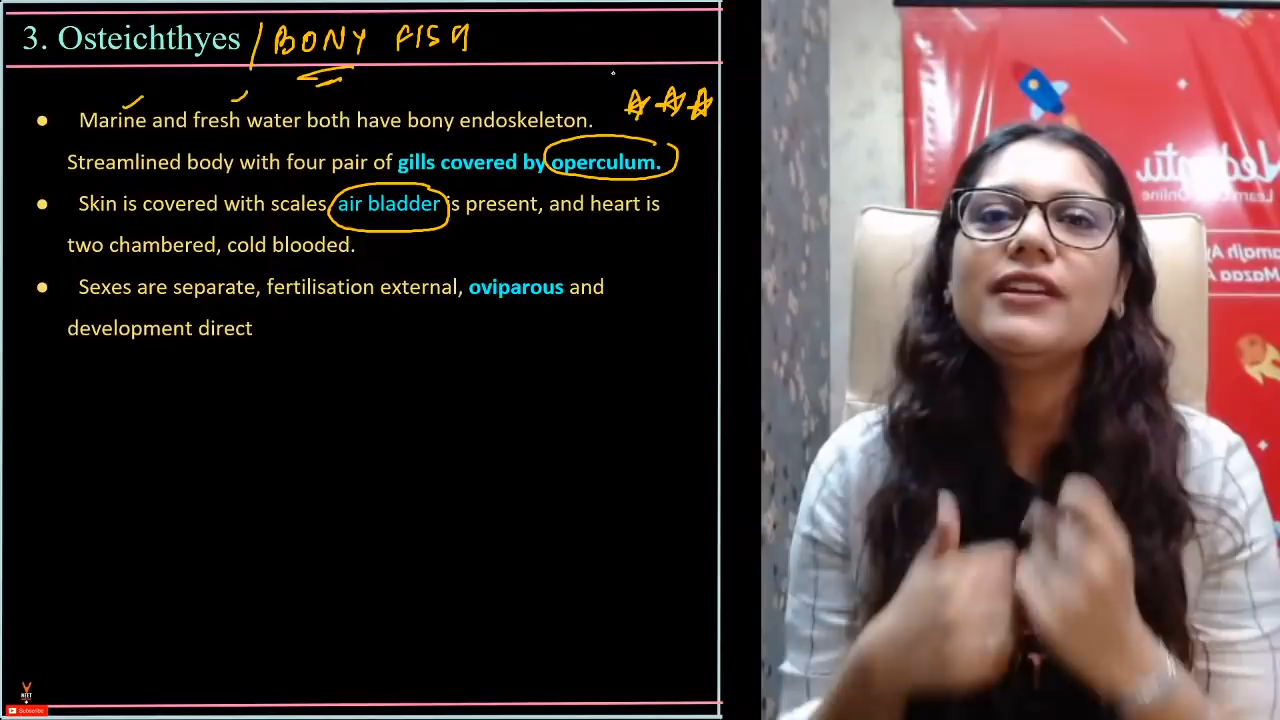 3. Osteichthyes / BONY FISH
● Marine and fresh water both have bony endoskeleton.
Streamlined body with four pair of gills covered by operculum.
● Skin is covered with scales, air bladder is present, and heart is
two chambered, cold blooded.
● Sexes are separate, fertilisation external, oviparous and
development direct
NEET
Subscribe